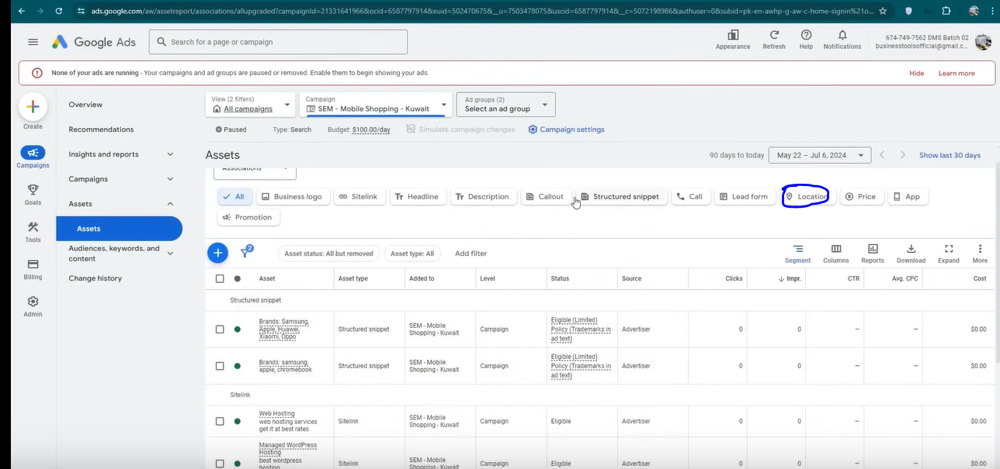 ads.google.com/aw/assetreport/associations/allupgraded?campaignId=21331641966&ocid=6587797914&euid=502470675&__u=7503478075&uscid=6587797914&__c=5072198986&authuser=0&subid=pk-en-awhp-g-aw-c-home-signin%21o...
Google Ads
Search for a page or campaign
Appearance
Refresh
Help
Notifications
674-749-7562 DMS Batch 02
businesstoolsofficial@gmail.c...
None of your ads are running - Your campaigns and ad groups are paused or removed. Enable them to begin showing your ads.
Hide
Learn more
Create
Campaigns
Goals
Tools
Billing
Admin
Overview
Recommendations
Insights and reports
Campaigns
Assets
Assets
Audiences, keywords, and
content
Change history
View (2 filters)
All campaigns
Campaign
SEM - Mobile Shopping - Kuwait
Ad groups (2)
Select an ad group
Paused
Type: Search
Budget: $100.00/day
Simulate campaign changes
Campaign settings
Assets
90 days to today
May 22 – Jul 6, 2024
Show last 30 days
Associations
All
Business logo
Sitelink
Headline
Description
Callout
Structured snippet
Call
Lead form
Location
Price
App
Promotion
2
Asset status: All but removed
Asset type: All
Add filter
Segment
Columns
Reports
Download
Expand
More
Asset
Asset type
Added to
Level
Status
Source
Clicks
Impr.
CTR
Avg. CPC
Cost
Structured snippet
Brands: Samsung,
Apple, Huawei,
Xiaomi, Oppo
Structured snippet
SEM - Mobile
Shopping - Kuwait
Campaign
Eligible (Limited)
Policy (Trademarks in
ad text)
Advertiser
0
0
–
–
$0.00
Brands: samsung,
apple, chromebook
Structured snippet
SEM - Mobile
Shopping - Kuwait
Campaign
Eligible (Limited)
Policy (Trademarks in
ad text)
Advertiser
0
0
–
–
$0.00
Sitelink
Web Hosting
web hosting services
get it at best rates
Sitelink
SEM - Mobile
Shopping - Kuwait
Campaign
Eligible
Advertiser
0
0
–
–
$0.00
Managed WordPress
Hosting
best wordpress
hosting
Sitelink
SEM - Mobile
Shopping - Kuwait
Campaign
Eligible
Advertiser
0
0
–
–
$0.00